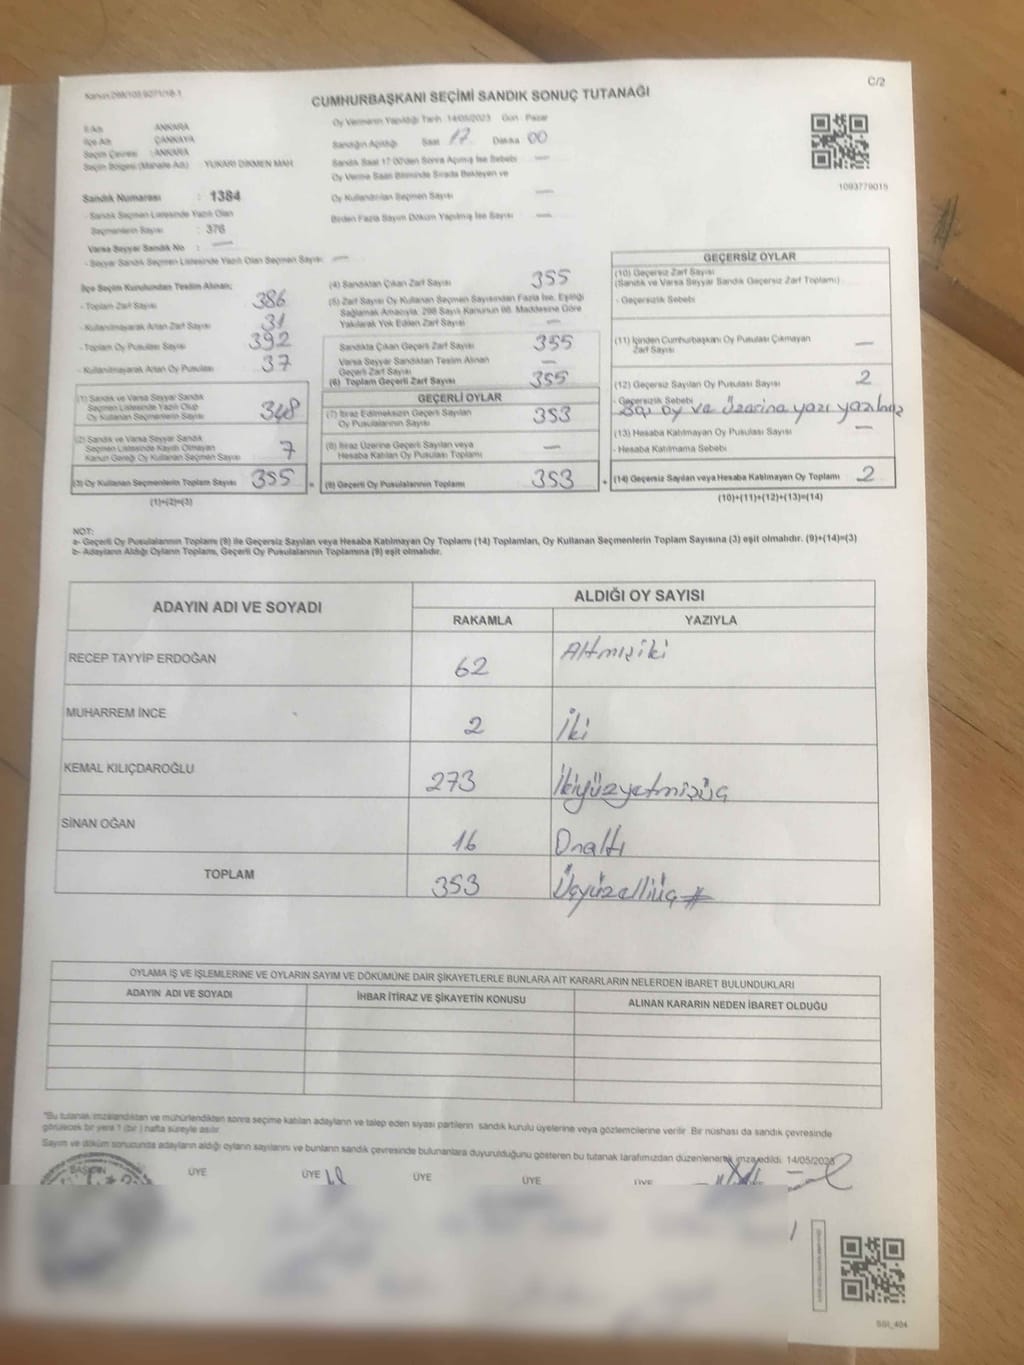 Kanun:298/105 6271/18-1
C/2
CUMHURBAŞKANI SEÇİMİ SANDIK SONUÇ TUTANAĞI
İl Adı : ANKARA
İlçe Adı : ÇANKAYA
Seçim Çevresi : ANKARA
Seçim Bölgesi (Mahalle Adı) : YUKARI DİKMEN MAH.
Oy Vermenin Yapıldığı Tarih :14/05/2023 Gün : Pazar
Sandığın Açıldığı Saat 17 Dakika 00
Sandık Saat 17:00'den Sonra Açılmış İse Sebebi —
Oy Verme Saati Bitiminde Sırada Bekleyen ve
Oy Kullandırılan Seçmen Sayısı —
Birden Fazla Sayım Döküm Yapılmış İse Sayısı —
1093779015
Sandık Numarası : 1384
- Sandık Seçmen Listesinde Yazılı Olan
Seçmenlerin Sayısı : 376
Varsa Seyyar Sandık No : —
- Seyyar Sandık Seçmen Listesinde Yazılı Olan Seçmen Sayısı: —
İlçe Seçim Kurulundan Teslim Alınan;
- Toplam Zarf Sayısı 386
- Kullanılmayarak Artan Zarf Sayısı 31
- Toplam Oy Pusulası Sayısı 392
- Kullanılmayarak Artan Oy Pusulası 37
(1) Sandık ve Varsa Seyyar Sandık
Seçmen Listesinde Yazılı Olup
Oy Kullanan Seçmenlerin Sayısı 348
(2) Sandık ve Varsa Seyyar Sandık
Seçmen Listesinde Kayıtlı Olmayan
Kanun Gereği Oy Kullanan Seçmen Sayısı 7
(3) Oy Kullanan Seçmenlerin Toplam Sayısı 355 =
(1)+(2)=(3)
(4) Sandıktan Çıkan Zarf Sayısı 355
(5) Zarf Sayısı Oy Kullanan Seçmen Sayısından Fazla İse, Eşitliği
Sağlamak Amacıyla, 298 Sayılı Kanunun 98. Maddesine Göre
Yakılarak Yok Edilen Zarf Sayısı —
Sandıkta Çıkan Geçerli Zarf Sayısı 355
Varsa Seyyar Sandıktan Teslim Alınan
Geçerli Zarf Sayısı —
(6) Toplam Geçerli Zarf Sayısı 355
GEÇERLİ OYLAR
(7) İtiraz Edilmeksizin Geçerli Sayılan
Oy Pusulasının Sayısı 353
(8) İtiraz Üzerine Geçerli Sayılan veya
Hesaba Katılan Oy Pusulası Toplamı —
(9) Geçerli Oy Pusulalarının Toplamı 353 +
GEÇERSİZ OYLAR
(10) Geçersiz Zarf Sayısı
(Sandık ve Varsa Seyyar Sandık Geçersiz Zarf Toplamı)
- Geçersizlik Sebebi
(11) İçinden Cumhurbaşkanı Oy Pusulası Çıkmayan
Zarf Sayısı —
(12) Geçersiz Sayılan Oy Pusulası Sayısı 2
- Geçersizlik Sebebi
Boş oy ve üzerine yazı
(13) Hesaba Katılmayan Oy Pusulası Sayısı —
- Hesaba Katılmama Sebebi
(14) Geçersiz Sayılan veya Hesaba Katılmayan Oy Toplamı 2
(10)+(11)+(12)+(13)=(14)
NOT:
a- Geçerli Oy Pusulalarının Toplamı (9) ile Geçersiz Sayılan veya Hesaba Katılmayan Oy Toplamı (14) Toplamları, Oy Kullanan Seçmenlerin Toplam Sayısına (3) eşit olmalıdır. (9)+(14)=(3)
b- Adayların Aldığı Oyların Toplamı, Geçerli Oy Pusulalarının Toplamına (9) eşit olmalıdır.
ADAYIN ADI VE SOYADI
ALDIĞI OY SAYISI
RAKAMLA YAZIYLA
RECEP TAYYİP ERDOĞAN 62 Altmışiki
MUHARREM İNCE 2 İki
KEMAL KILIÇDAROĞLU 273 İkiyüzyetmişüç
SİNAN OĞAN 16 Onaltı
TOPLAM 353 Üçyüzelliüç #
OYLAMA İŞ VE İŞLEMLERİNE VE OYLARIN SAYIM VE DÖKÜMÜNE DAİR ŞİKAYETLERLE BUNLARA AİT KARARLARIN NELERDEN İBARET BULUNDUKLARI
ADAYIN ADI VE SOYADI İHBAR İTİRAZ VE ŞİKAYETİN KONUSU ALINAN KARARIN NEDEN İBARET OLDUĞU
*Bu tutanak imzalandıktan ve mühürlendikten sonra seçime katılan adayların ve talep eden siyasi partilerin sandık kurulu üyelerine veya gözlemcilerine verilir. Bir nüshası da sandık çevresinde
görülecek bir yere 1 (bir ) hafta süreyle asılır.
Sayım ve döküm sonucunda adayların aldığı oyların sayılarını ve bunların sandık çevresinde bulunanlara duyurulduğunu gösteren bu tutanak tarafımızdan düzenlenerek imza edildi. 14/05/2023
BAŞKAN ÜYE ÜYE ÜYE ÜYE ÜYE
SSI_404